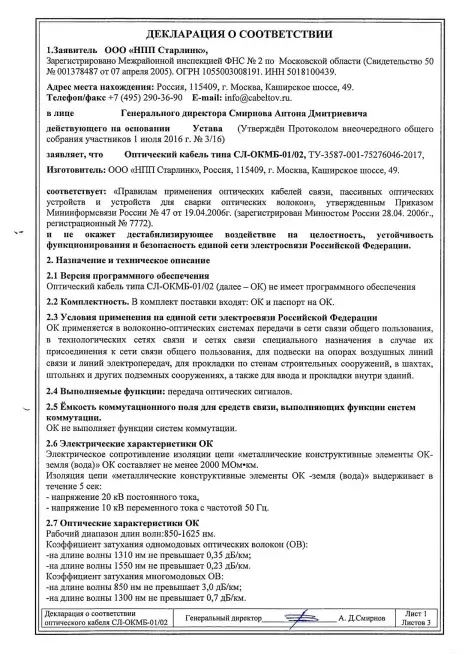 ДЕКЛАРАЦИЯ О СООТВЕТСТВИИ
1.Заявитель ООО «НПП Старлинк»,
Зарегистрировано Межрайонной инспекцией ФНС № 2 по Московской области (Свидетельство 50
№ 001378487 от 07 апреля 2005). ОГРН 1055003008191. ИНН 5018100439.
Адрес места нахождения: Россия, 115409, г. Москва, Каширское шоссе, 49.
Телефон/факс +7 (495) 290-36-90 E-mail: info@cabeltov.ru.
в лице Генерального директора Смирнова Антона Дмитриевича
действующего на основании Устава (Утверждён Протоколом внеочередного общего
собрания участников 1 июля 2016 г. № 3/16)
заявляет, что Оптический кабель типа СЛ-ОКМБ-01/02, ТУ-3587-001-75276046-2017,
Изготовитель: ООО «НПП Старлинк», Россия, 115409, г. Москва, Каширское шоссе, 49.
соответствует: «Правилам применения оптических кабелей связи, пассивных оптических
устройств и устройств для сварки оптических волокон», утвержденным Приказом
Мининформсвязи России № 47 от 19.04.2006г. (зарегистрирован Минюстом России 28.04. 2006г.,
регистрационный № 7772).
и не окажет дестабилизирующее воздействие на целостность, устойчивость
функционирования и безопасность единой сети электросвязи Российской Федерации.
2. Назначение и техническое описание
2.1 Версия программного обеспечения
Оптический кабель типа СЛ-ОКМБ-01/02 (далее – ОК) не имеет программного обеспечения
2.2 Комплектность. В комплект поставки входят: ОК и паспорт на ОК.
2.3 Условия применения на единой сети электросвязи Российской Федерации
ОК применяется в волоконно-оптических системах передачи в сети связи общего пользования,
в технологических сетях связи и сетях связи специального назначения в случае их
присоединения к сети связи общего пользования, для подвески на опорах воздушных линий
связи и линий электропередач, для прокладки по стенам строительных сооружений, в шахтах,
штольнях и других подземных сооружениях, а также для ввода и прокладки внутри зданий.
2.4 Выполняемые функции: передача оптических сигналов.
2.5 Ёмкость коммутационного поля для средств связи, выполняющих функции систем
коммутации.
ОК не выполняет функции систем коммутации.
2.6 Электрические характеристики ОК
Электрическое сопротивление изоляции цепи «металлические конструктивные элементы ОК-
земля (вода)» ОК составляет не менее 2000 МОм•км.
Изоляция цепи «металлические конструктивные элементы ОК -земля (вода)» выдерживает в
течение 5 сек:
- напряжение 20 кВ постоянного тока,
- напряжение 10 кВ переменного тока с частотой 50 Гц.
2.7 Оптические характеристики ОК
Рабочий диапазон длин волн:850-1625 нм.
Коэффициент затухания одномодовых оптических волокон (ОВ):
-на длине волны 1310 нм не превышает 0,35 дБ/км;
-на длине волны 1550 нм не превышает 0,23 дБ/км;
Коэффициент затухания многомодовых ОВ:
-на длине волны 850 нм не превышает 3,0 дБ/км;
-на длине волны 1300 нм не превышает 0,7 дБ/км.
Декларация о соответствии
оптического кабеля СЛ-ОКМБ-01/02
Генеральный директор А. Д.Смирнов
Лист 1
Листов 3